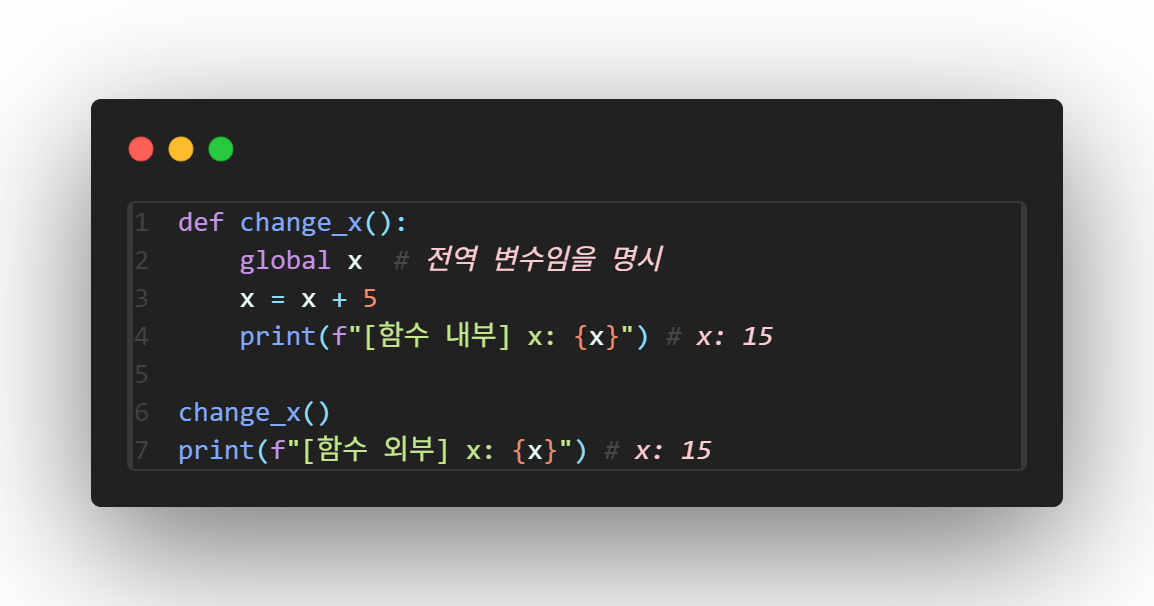 1 def change_x():
2     global x  # 전역 변수임을 명시
3     x = x + 5
4     print(f"[함수 내부] x: {x}") # x: 15
5
6 change_x()
7 print(f"[함수 외부] x: {x}") # x: 15